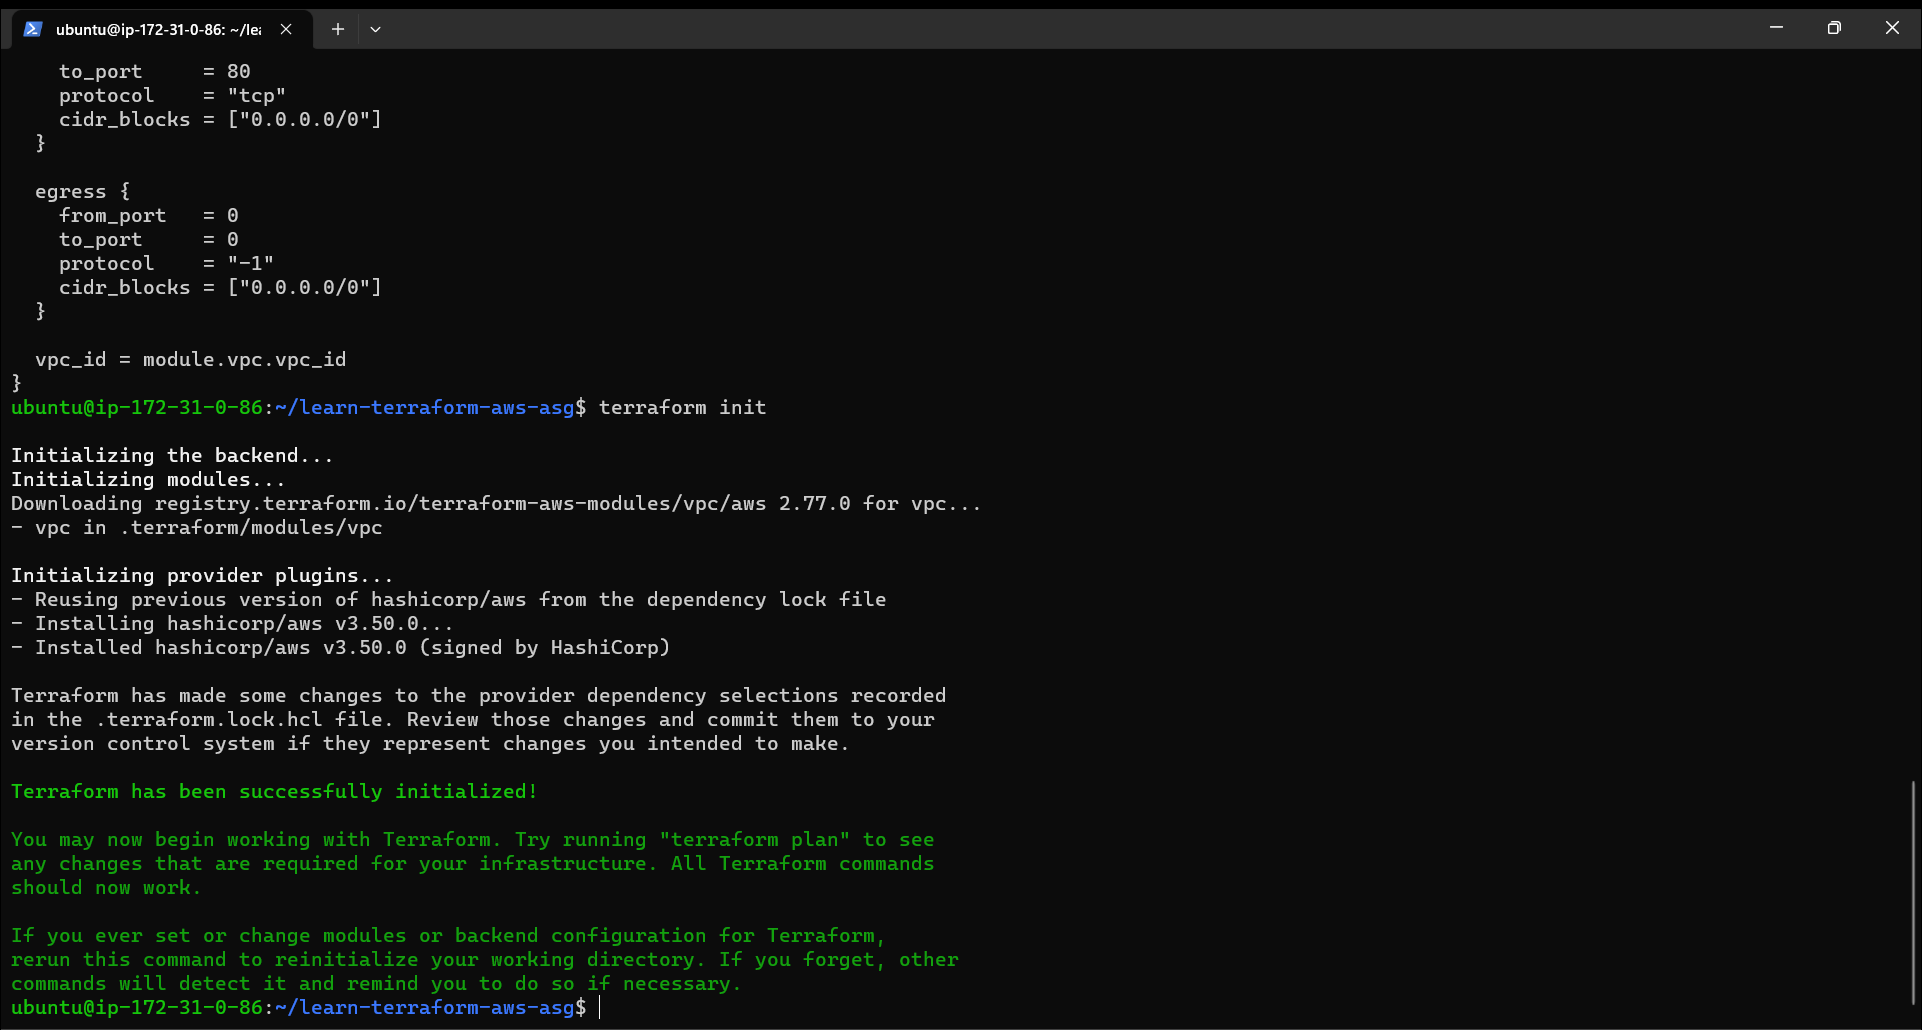 ubuntu@ip-172-31-0-86: ~/lea
    to_port     = 80
    protocol    = "tcp"
    cidr_blocks = ["0.0.0.0/0"]
  }

  egress {
    from_port   = 0
    to_port     = 0
    protocol    = "-1"
    cidr_blocks = ["0.0.0.0/0"]
  }

  vpc_id = module.vpc.vpc_id
}
ubuntu@ip-172-31-0-86:~/learn-terraform-aws-asg$ terraform init

Initializing the backend...
Initializing modules...
Downloading registry.terraform.io/terraform-aws-modules/vpc/aws 2.77.0 for vpc...
- vpc in .terraform/modules/vpc

Initializing provider plugins...
- Reusing previous version of hashicorp/aws from the dependency lock file
- Installing hashicorp/aws v3.50.0...
- Installed hashicorp/aws v3.50.0 (signed by HashiCorp)

Terraform has made some changes to the provider dependency selections recorded
in the .terraform.lock.hcl file. Review those changes and commit them to your
version control system if they represent changes you intended to make.

Terraform has been successfully initialized!

You may now begin working with Terraform. Try running "terraform plan" to see
any changes that are required for your infrastructure. All Terraform commands
should now work.

If you ever set or change modules or backend configuration for Terraform,
rerun this command to reinitialize your working directory. If you forget, other
commands will detect it and remind you to do so if necessary.
ubuntu@ip-172-31-0-86:~/learn-terraform-aws-asg$